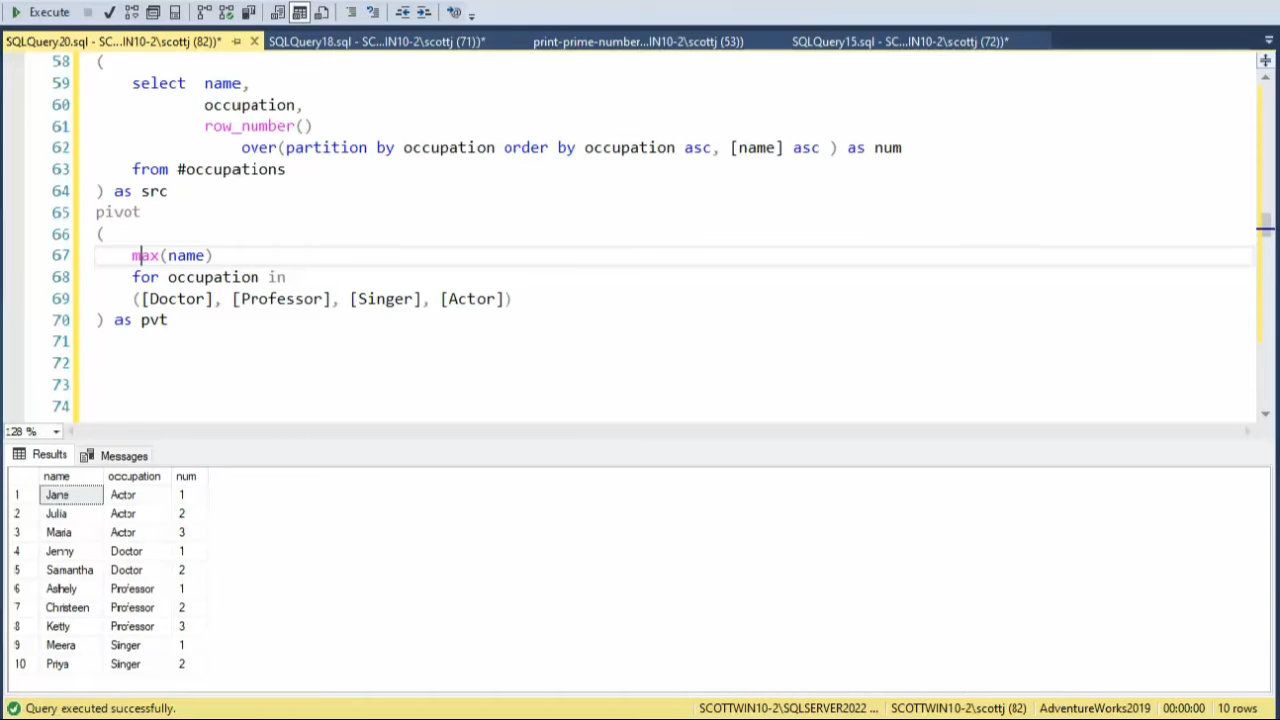 Execute
SQLQuery20.sql - SC...IN10-2\scottj (82))* SQLQuery18.sql - SC...IN10-2\scottj (71))* print-prime-number...IN10-2\scottj (53)) SQLQuery15.sql - SC...IN10-2\scottj (72))*
58 (
59 select name,
60 occupation,
61 row_number()
62 over(partition by occupation order by occupation asc, [name] asc ) as num
63 from #occupations
64 ) as src
65 pivot
66 (
67 max(name)
68 for occupation in
69 ([Doctor], [Professor], [Singer], [Actor])
70 ) as pvt
71
72
73
74
128 %
Results Messages
name occupation num
1 Jane Actor 1
2 Julia Actor 2
3 Maria Actor 3
4 Jenny Doctor 1
5 Samantha Doctor 2
6 Ashely Professor 1
7 Christeen Professor 2
8 Ketty Professor 3
9 Meera Singer 1
10 Priya Singer 2
Query executed successfully. SCOTTWIN10-2\SQLSERVER2022 ... SCOTTWIN10-2\scottj (82) AdventureWorks2019 00:00:00 10 rows